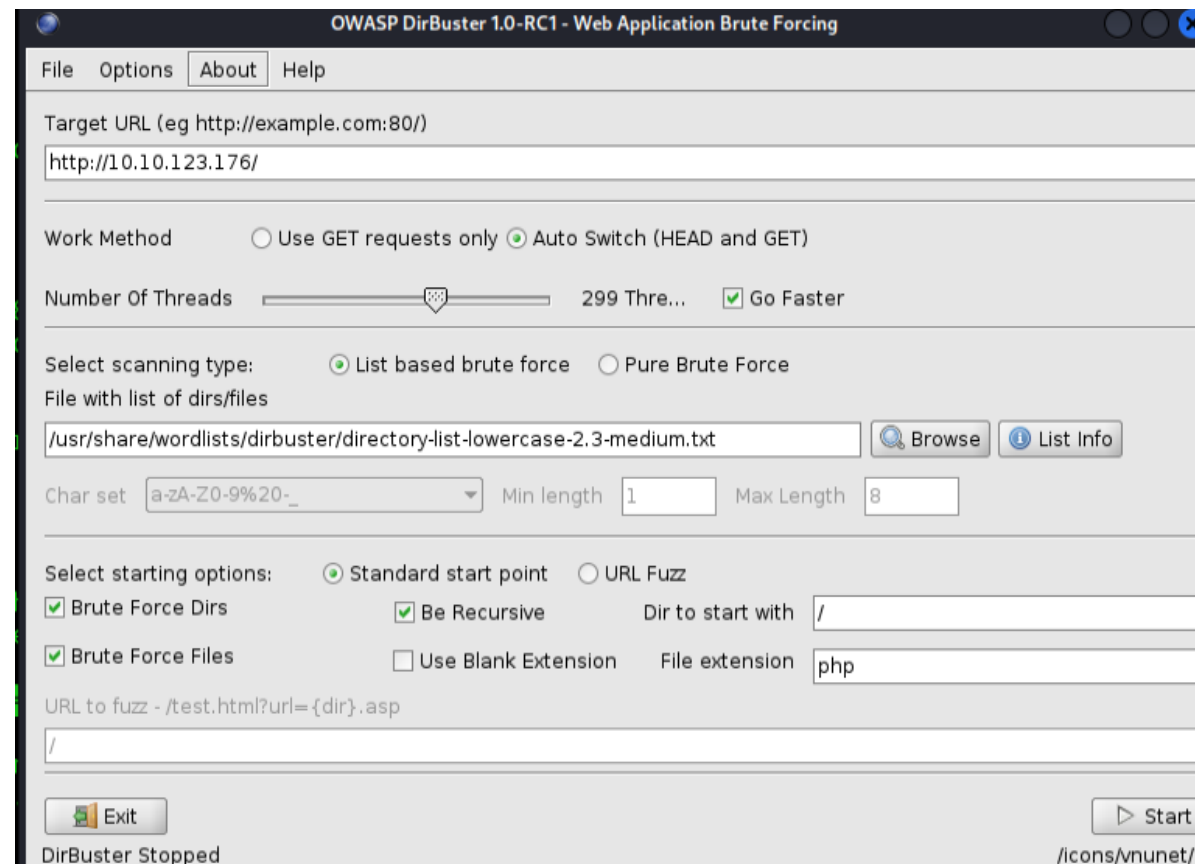 OWASP DirBuster 1.0-RC1 - Web Application Brute Forcing
File Options About Help
Target URL (eg http://example.com:80/)
http://10.10.123.176/
Work Method Use GET requests only Auto Switch (HEAD and GET)
Number Of Threads 299 Thre... Go Faster
Select scanning type: List based brute force Pure Brute Force
File with list of dirs/files
/usr/share/wordlists/dirbuster/directory-list-lowercase-2.3-medium.txt Browse List Info
Char set a-zA-Z0-9%20-_ Min length 1 Max Length 8
Select starting options: Standard start point URL Fuzz
Brute Force Dirs Be Recursive Dir to start with /
Brute Force Files Use Blank Extension File extension php
URL to fuzz - /test.html?url={dir}.asp
/
Exit Start
DirBuster Stopped /icons/vnunet/